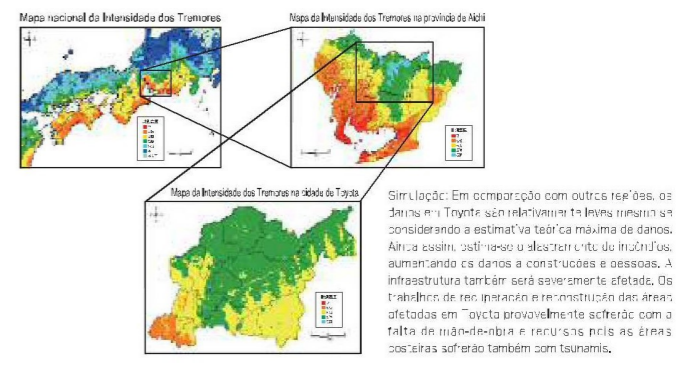 Mapa nacional da Intensidade dos Tremores
Mapa da Intensidade dos Tremores na província de Aichi
Mapa da Intensidade dos Tremores na cidade de Toyota
Simulação: Em comparação com outras regiões, os
danos em Toyota são relativamente leves mesmo se
considerando a estimativa teórica máxima de danos.
Ainda assim, estima-se o alastramento de incêndios,
aumentando os danos a construções e pessoas. A
infraestrutura também será severamente afetada. Os
trabalhos de recuperação e reconstrução das áreas
afetadas em Toyota provavelmente sofrerão com a
falta de mão-de-obra e recursos pois as áreas
costeiras sofrerão também com tsunamis.